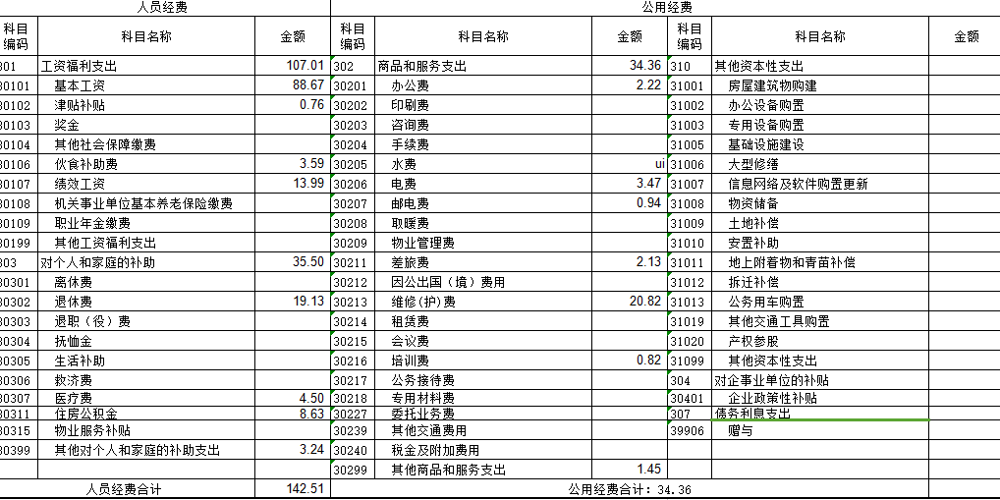 人员经费 公用经费
科目编码 科目名称 金额 科目编码 科目名称 金额 科目编码 科目名称 金额
301 工资福利支出 107.01 302 商品和服务支出 34.36 310 其他资本性支出
30101 基本工资 88.67 30201 办公费 2.22 31001 房屋建筑物购建
30102 津贴补贴 0.76 30202 印刷费 31002 办公设备购置
30103 奖金 30203 咨询费 31003 专用设备购置
30104 其他社会保障缴费 30204 手续费 31005 基础设施建设
30106 伙食补助费 3.59 30205 水费 ui 31006 大型修缮
30107 绩效工资 13.99 30206 电费 3.47 31007 信息网络及软件购置更新
30108 机关事业单位基本养老保险缴费 30207 邮电费 0.94 31008 物资储备
30109 职业年金缴费 30208 取暖费 31009 土地补偿
30199 其他工资福利支出 30209 物业管理费 31010 安置补助
303 对个人和家庭的补助 35.50 30211 差旅费 2.13 31011 地上附着物和青苗补偿
30301 离休费 30212 因公出国（境）费用 31012 拆迁补偿
30302 退休费 19.13 30213 维修(护)费 20.82 31013 公务用车购置
30303 退职（役）费 30214 租赁费 31019 其他交通工具购置
30304 抚恤金 30215 会议费 31020 产权参股
30305 生活补助 30216 培训费 0.82 31099 其他资本性支出
30306 救济费 30217 公务接待费 304 对企事业单位的补贴
30307 医疗费 4.50 30218 专用材料费 30401 企业政策性补贴
30311 住房公积金 8.63 30227 委托业务费 307 债务利息支出
30315 物业服务补贴 30239 其他交通费用 39906 赠与
30399 其他对个人和家庭的补助支出 3.24 30240 税金及附加费用
30299 其他商品和服务支出 1.45
人员经费合计 142.51 公用经费合计：34.36